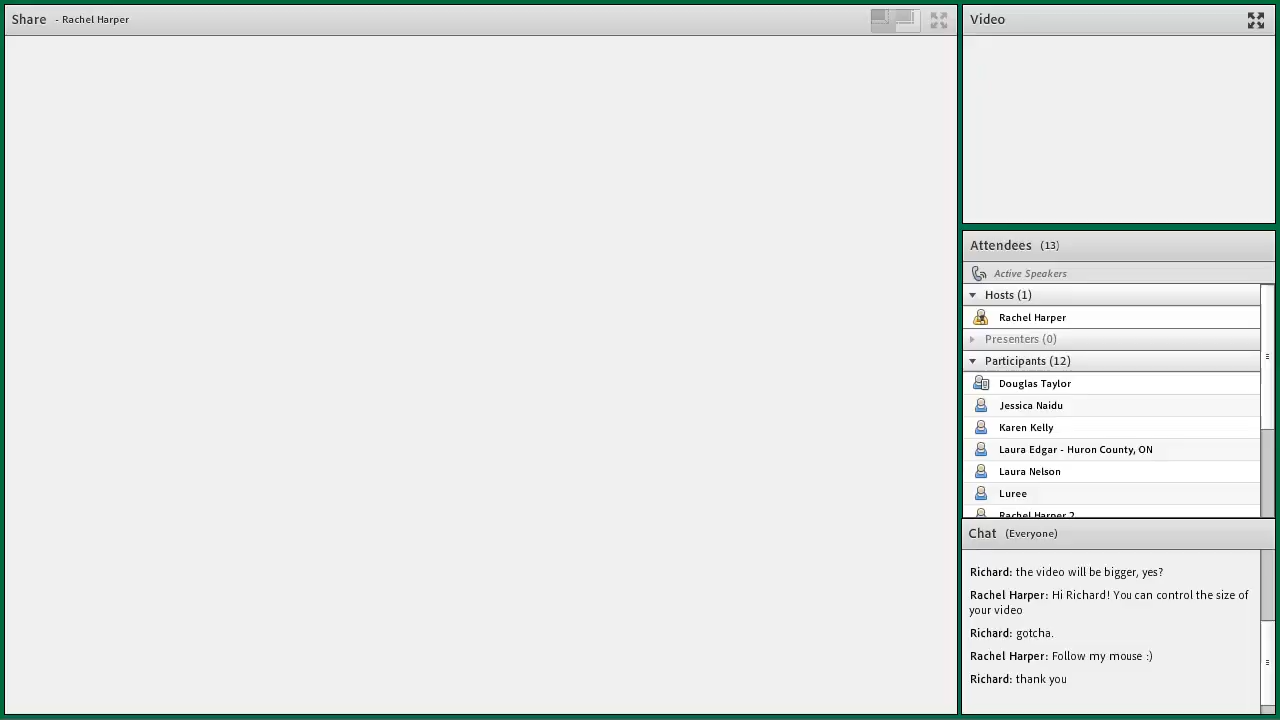 Share - Rachel Harper
Video
Attendees (13)
Active Speakers
Hosts (1)
Rachel Harper
Presenters (0)
Participants (12)
Douglas Taylor
Jessica Naidu
Karen Kelly
Laura Edgar - Huron County, ON
Laura Nelson
Luree
Rachel Harper 2
Chat (Everyone)
Richard: the video will be bigger, yes?
Rachel Harper: Hi Richard! You can control the size of
your video
Richard: gotcha.
Rachel Harper: Follow my mouse :)
Richard: thank you